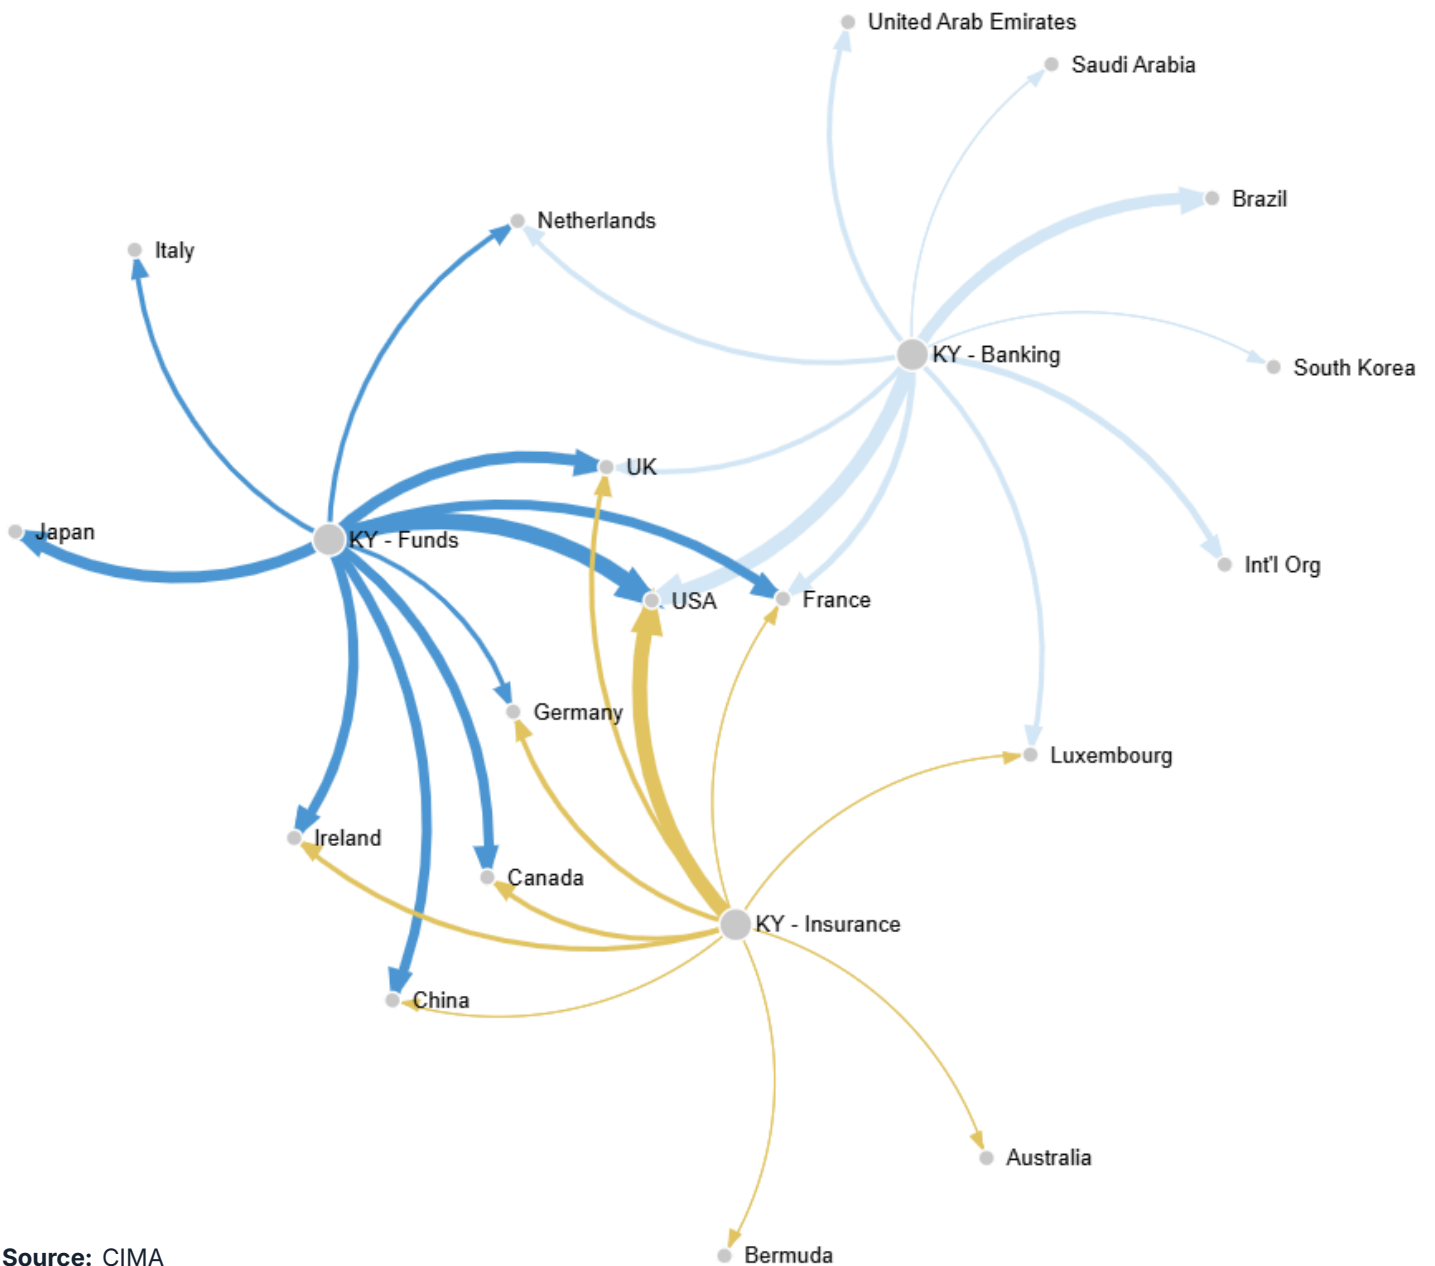 United Arab Emirates
Saudi Arabia
Brazil
Netherlands
Italy
KY - Banking
South Korea
UK
Japan
KY - Funds
Int'l Org
USA
France
Germany
Luxembourg
Ireland
Canada
KY - Insurance
China
Australia
Bermuda
Source: CIMA